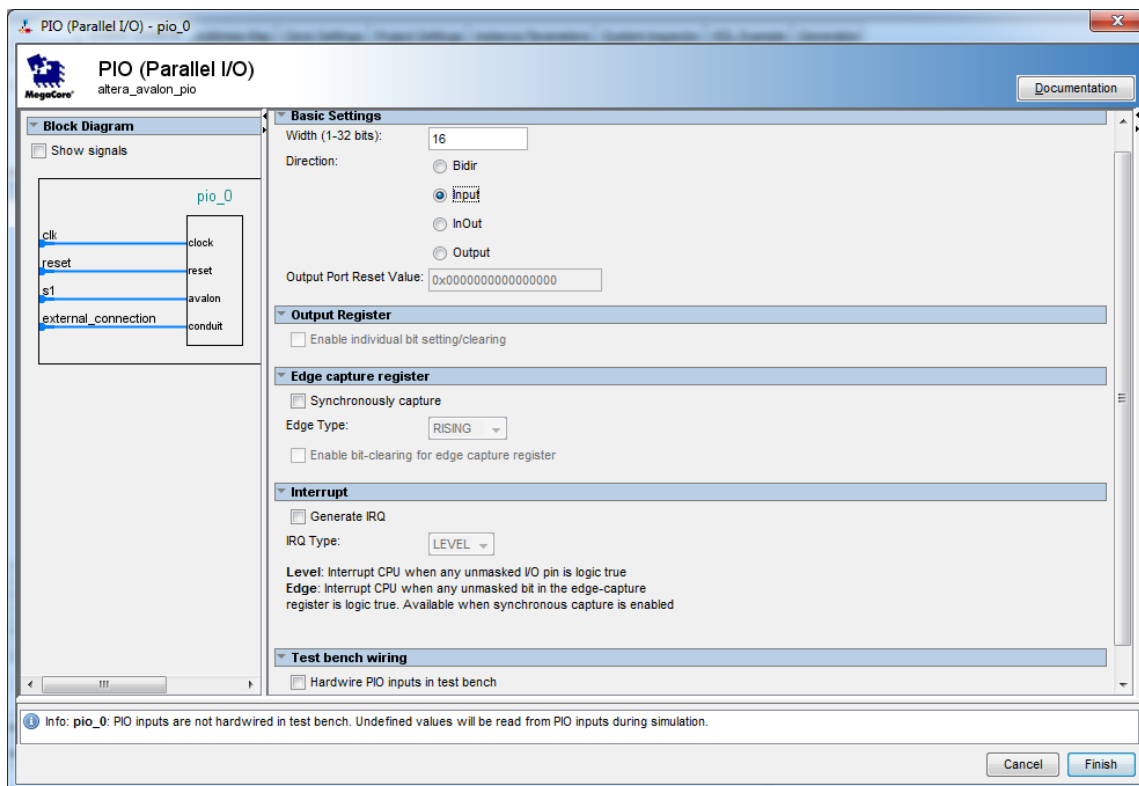 PIO (Parallel I/O) - pio_0
MegaCore'
PIO (Parallel I/O)
altera_avalon_pio
Documentation
Block Diagram
Show signals
pio_0
clk
clock
reset
reset
s1
avalon
external_connection
conduit
Basic Settings
Width (1-32 bits): 16
Direction:
Bidir
Input
InOut
Output
Output Port Reset Value: 0x0000000000000000
Output Register
Enable individual bit setting/clearing
Edge capture register
Synchronously capture
Edge Type: RISING
Enable bit-clearing for edge capture register
Interrupt
Generate IRQ
IRQ Type: LEVEL
Level: Interrupt CPU when any unmasked I/O pin is logic true
Edge: Interrupt CPU when any unmasked bit in the edge-capture
register is logic true. Available when synchronous capture is enabled
Test bench wiring
Hardwire PIO inputs in test bench
Info: pio_0: PIO inputs are not hardwired in test bench. Undefined values will be read from PIO inputs during simulation.
Cancel
Finish